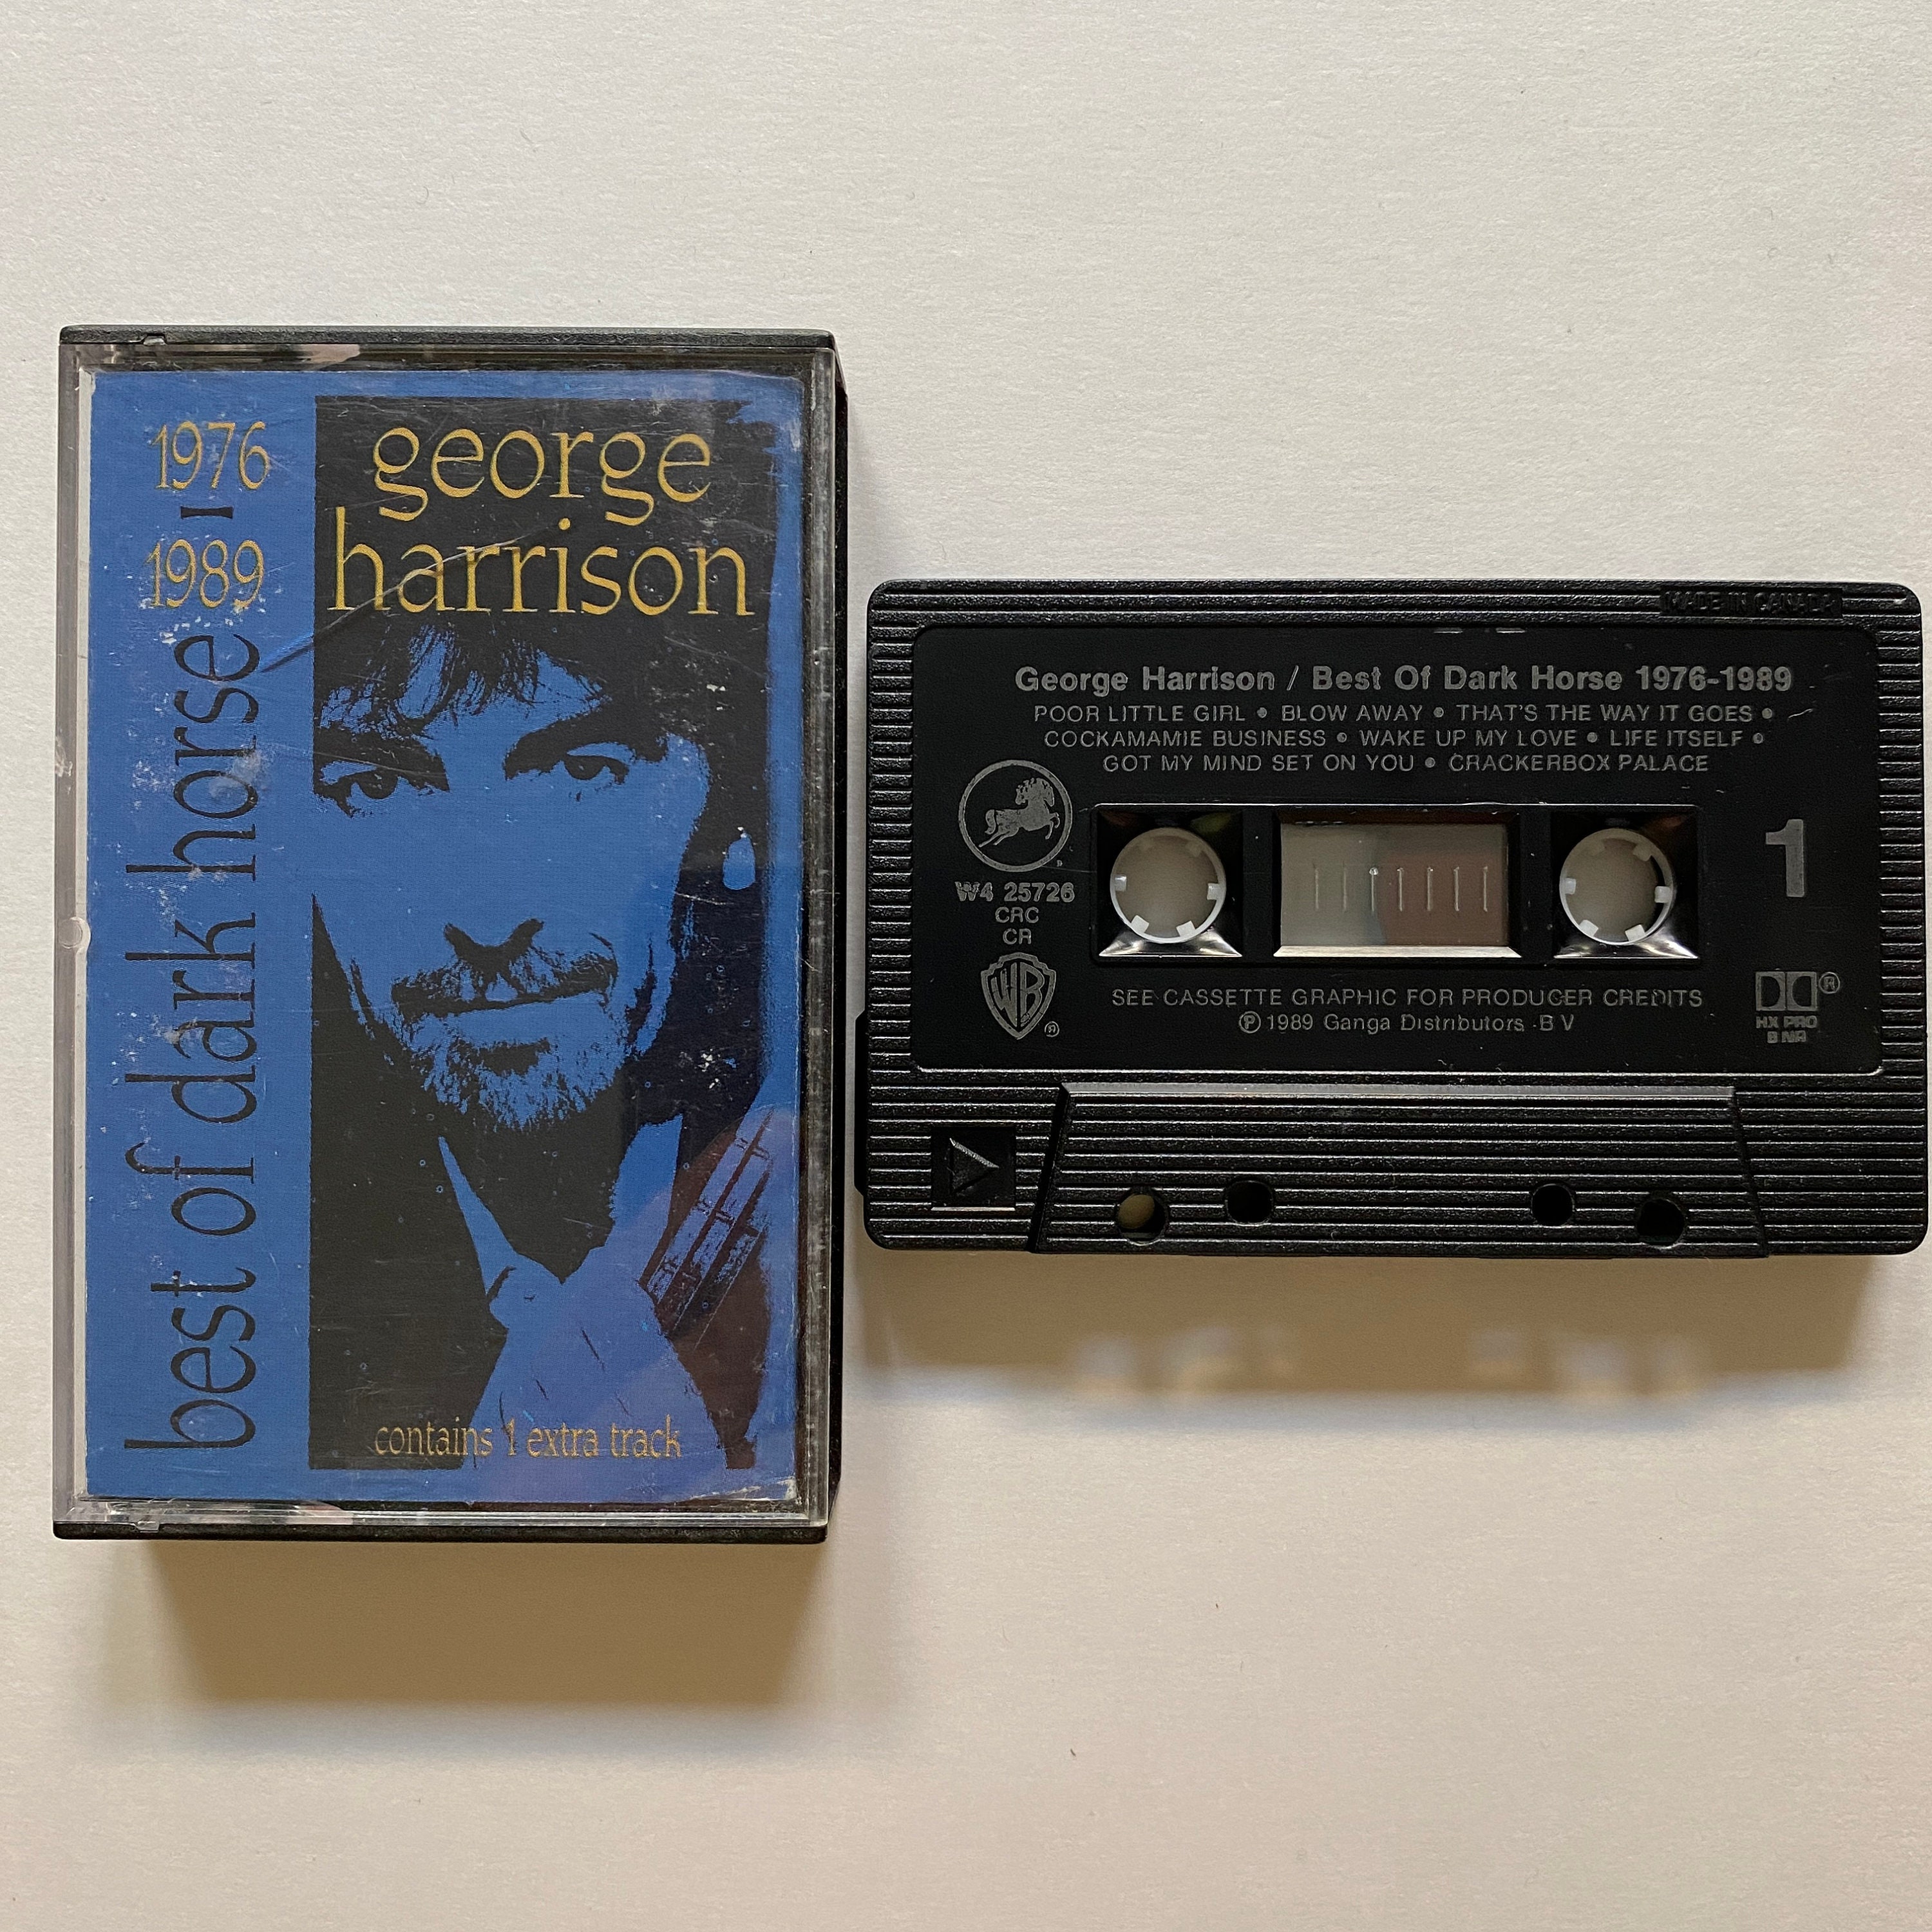 1976
-
1989
george
harrison
best of dark horse
contains 1 extra track
MADE IN CANADA
George Harrison / Best Of Dark Horse 1976-1989
POOR LITTLE GIRL • BLOW AWAY • THAT'S THE WAY IT GOES •
COCKAMAMIE BUSINESS • WAKE UP MY LOVE • LIFE ITSELF •
GOT MY MIND SET ON YOU • CRACKERBOX PALACE
1
W4 25726
CRC
CR
WB ®
SEE CASSETTE GRAPHIC FOR PRODUCER CREDITS
℗ 1989 Ganga Distributors B V
®
HX PRO
B NR